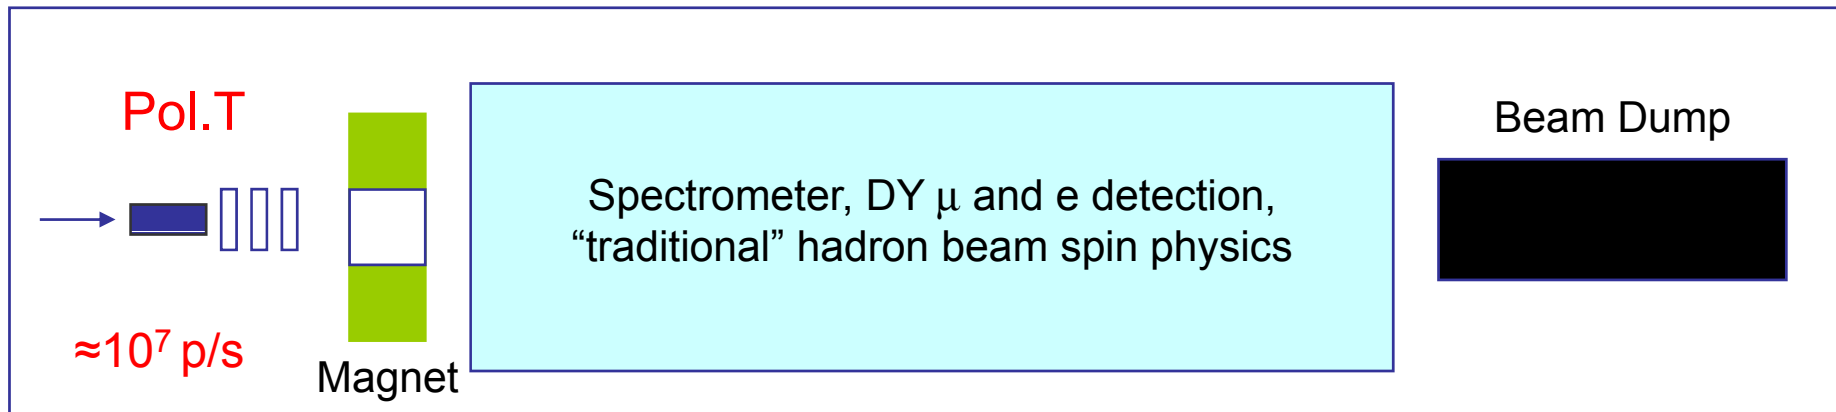 Pol.T
≈10⁷ p/s
Magnet
Spectrometer, DY μ and e detection,
“traditional” hadron beam spin physics
Beam Dump